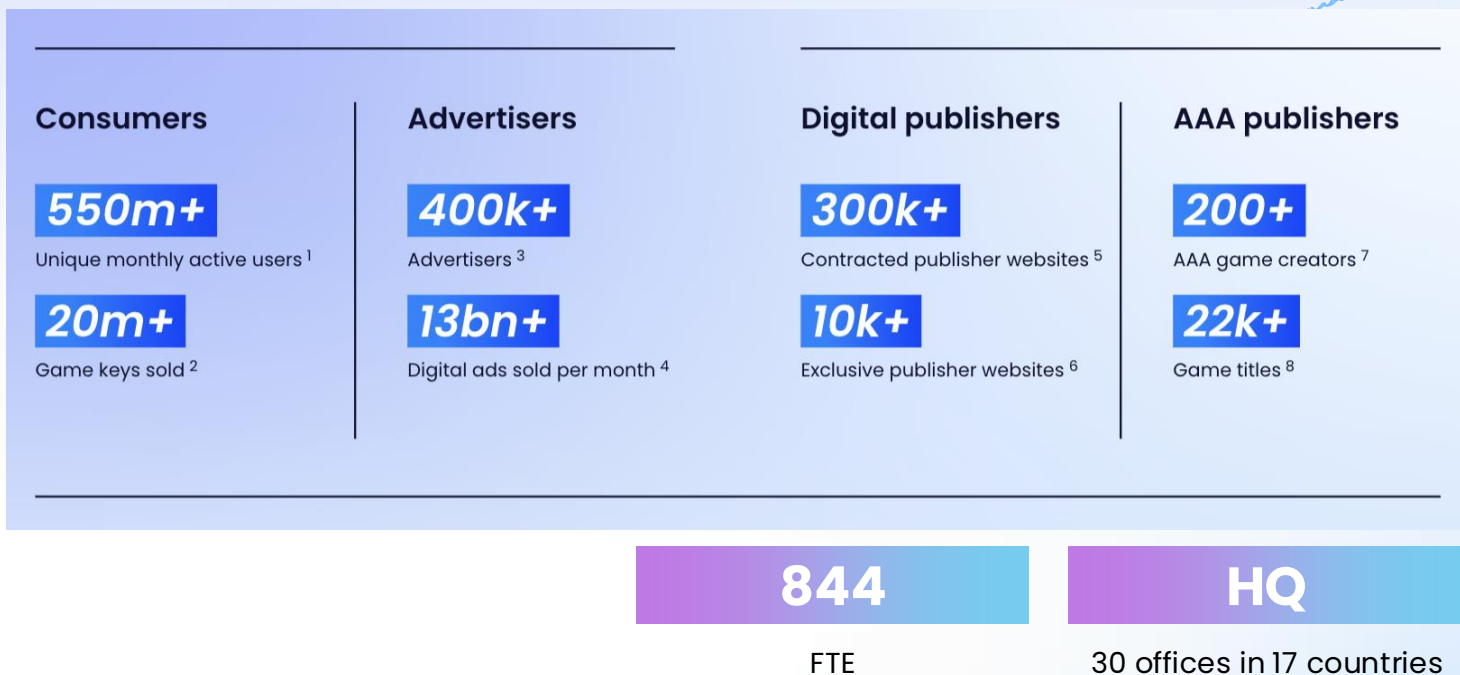 Consumers
550m+
Unique monthly active users 1
20m+
Game keys sold 2
Advertisers
400k+
Advertisers 3
13bn+
Digital ads sold per month 4
Digital publishers
300k+
Contracted publisher websites 5
10k+
Exclusive publisher websites 6
AAA publishers
200+
AAA game creators 7
22k+
Game titles 8
844
FTE
HQ
30 offices in 17 countries